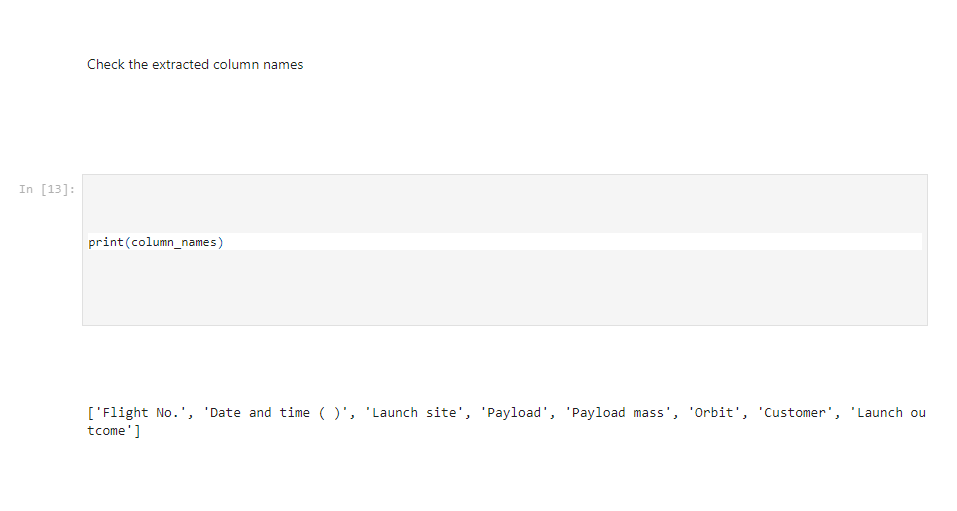 Check the extracted column names
In [13]:
print(column_names)
['Flight No.', 'Date and time ( )', 'Launch site', 'Payload', 'Payload mass', 'Orbit', 'Customer', 'Launch ou
tcome']